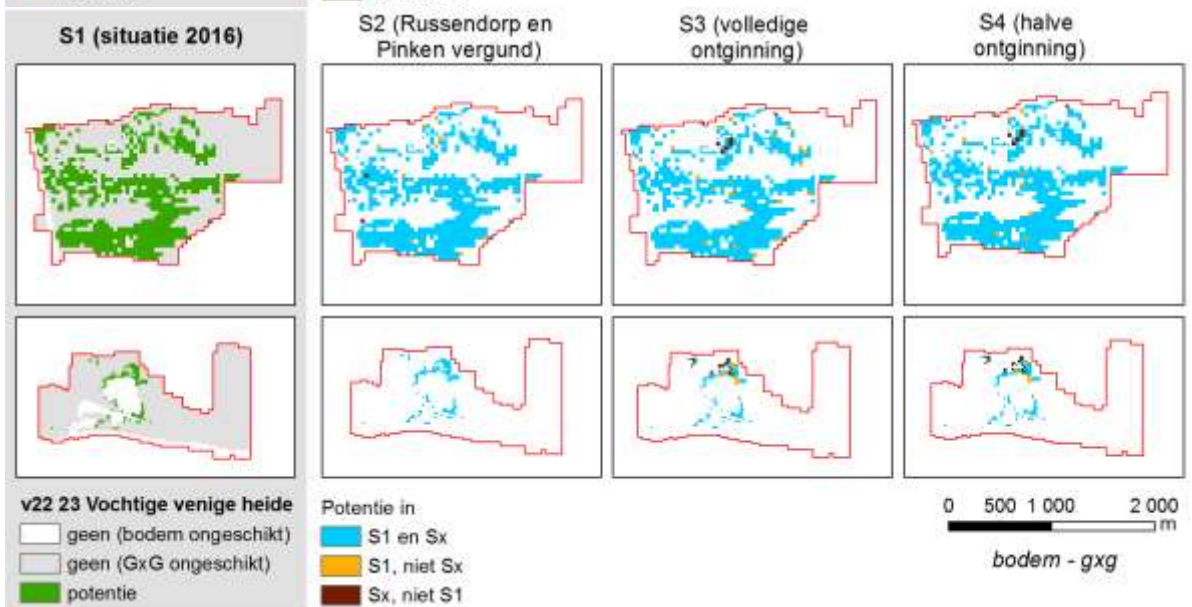 S1 (situatie 2016)
S2 (Russendorp en
Pinken vergund)
S3 (volledige
ontginning)
S4 (halve
ontginning)
v22 23 Vochtige venige heide
geen (bodem ongeschikt)
geen (GxG ongeschikt)
potentie
Potentie in
S1 en Sx
S1, niet Sx
Sx, niet S1
0 500 1 000 2 000
m
bodem - gxg